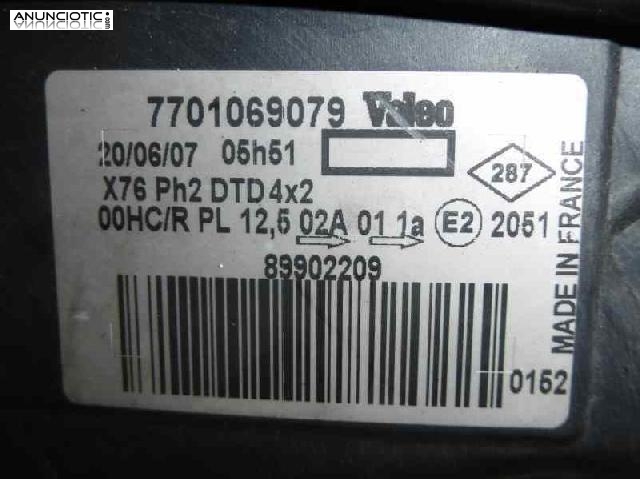 ANUNCIOTIC
7701069079 Valeo
20/06/07 05h51
287
X76 Ph2 DTD 4x2
00HC/R PL 12,5 02A 01 1a E2 2051
89902209
0152
MADE IN FRANCE